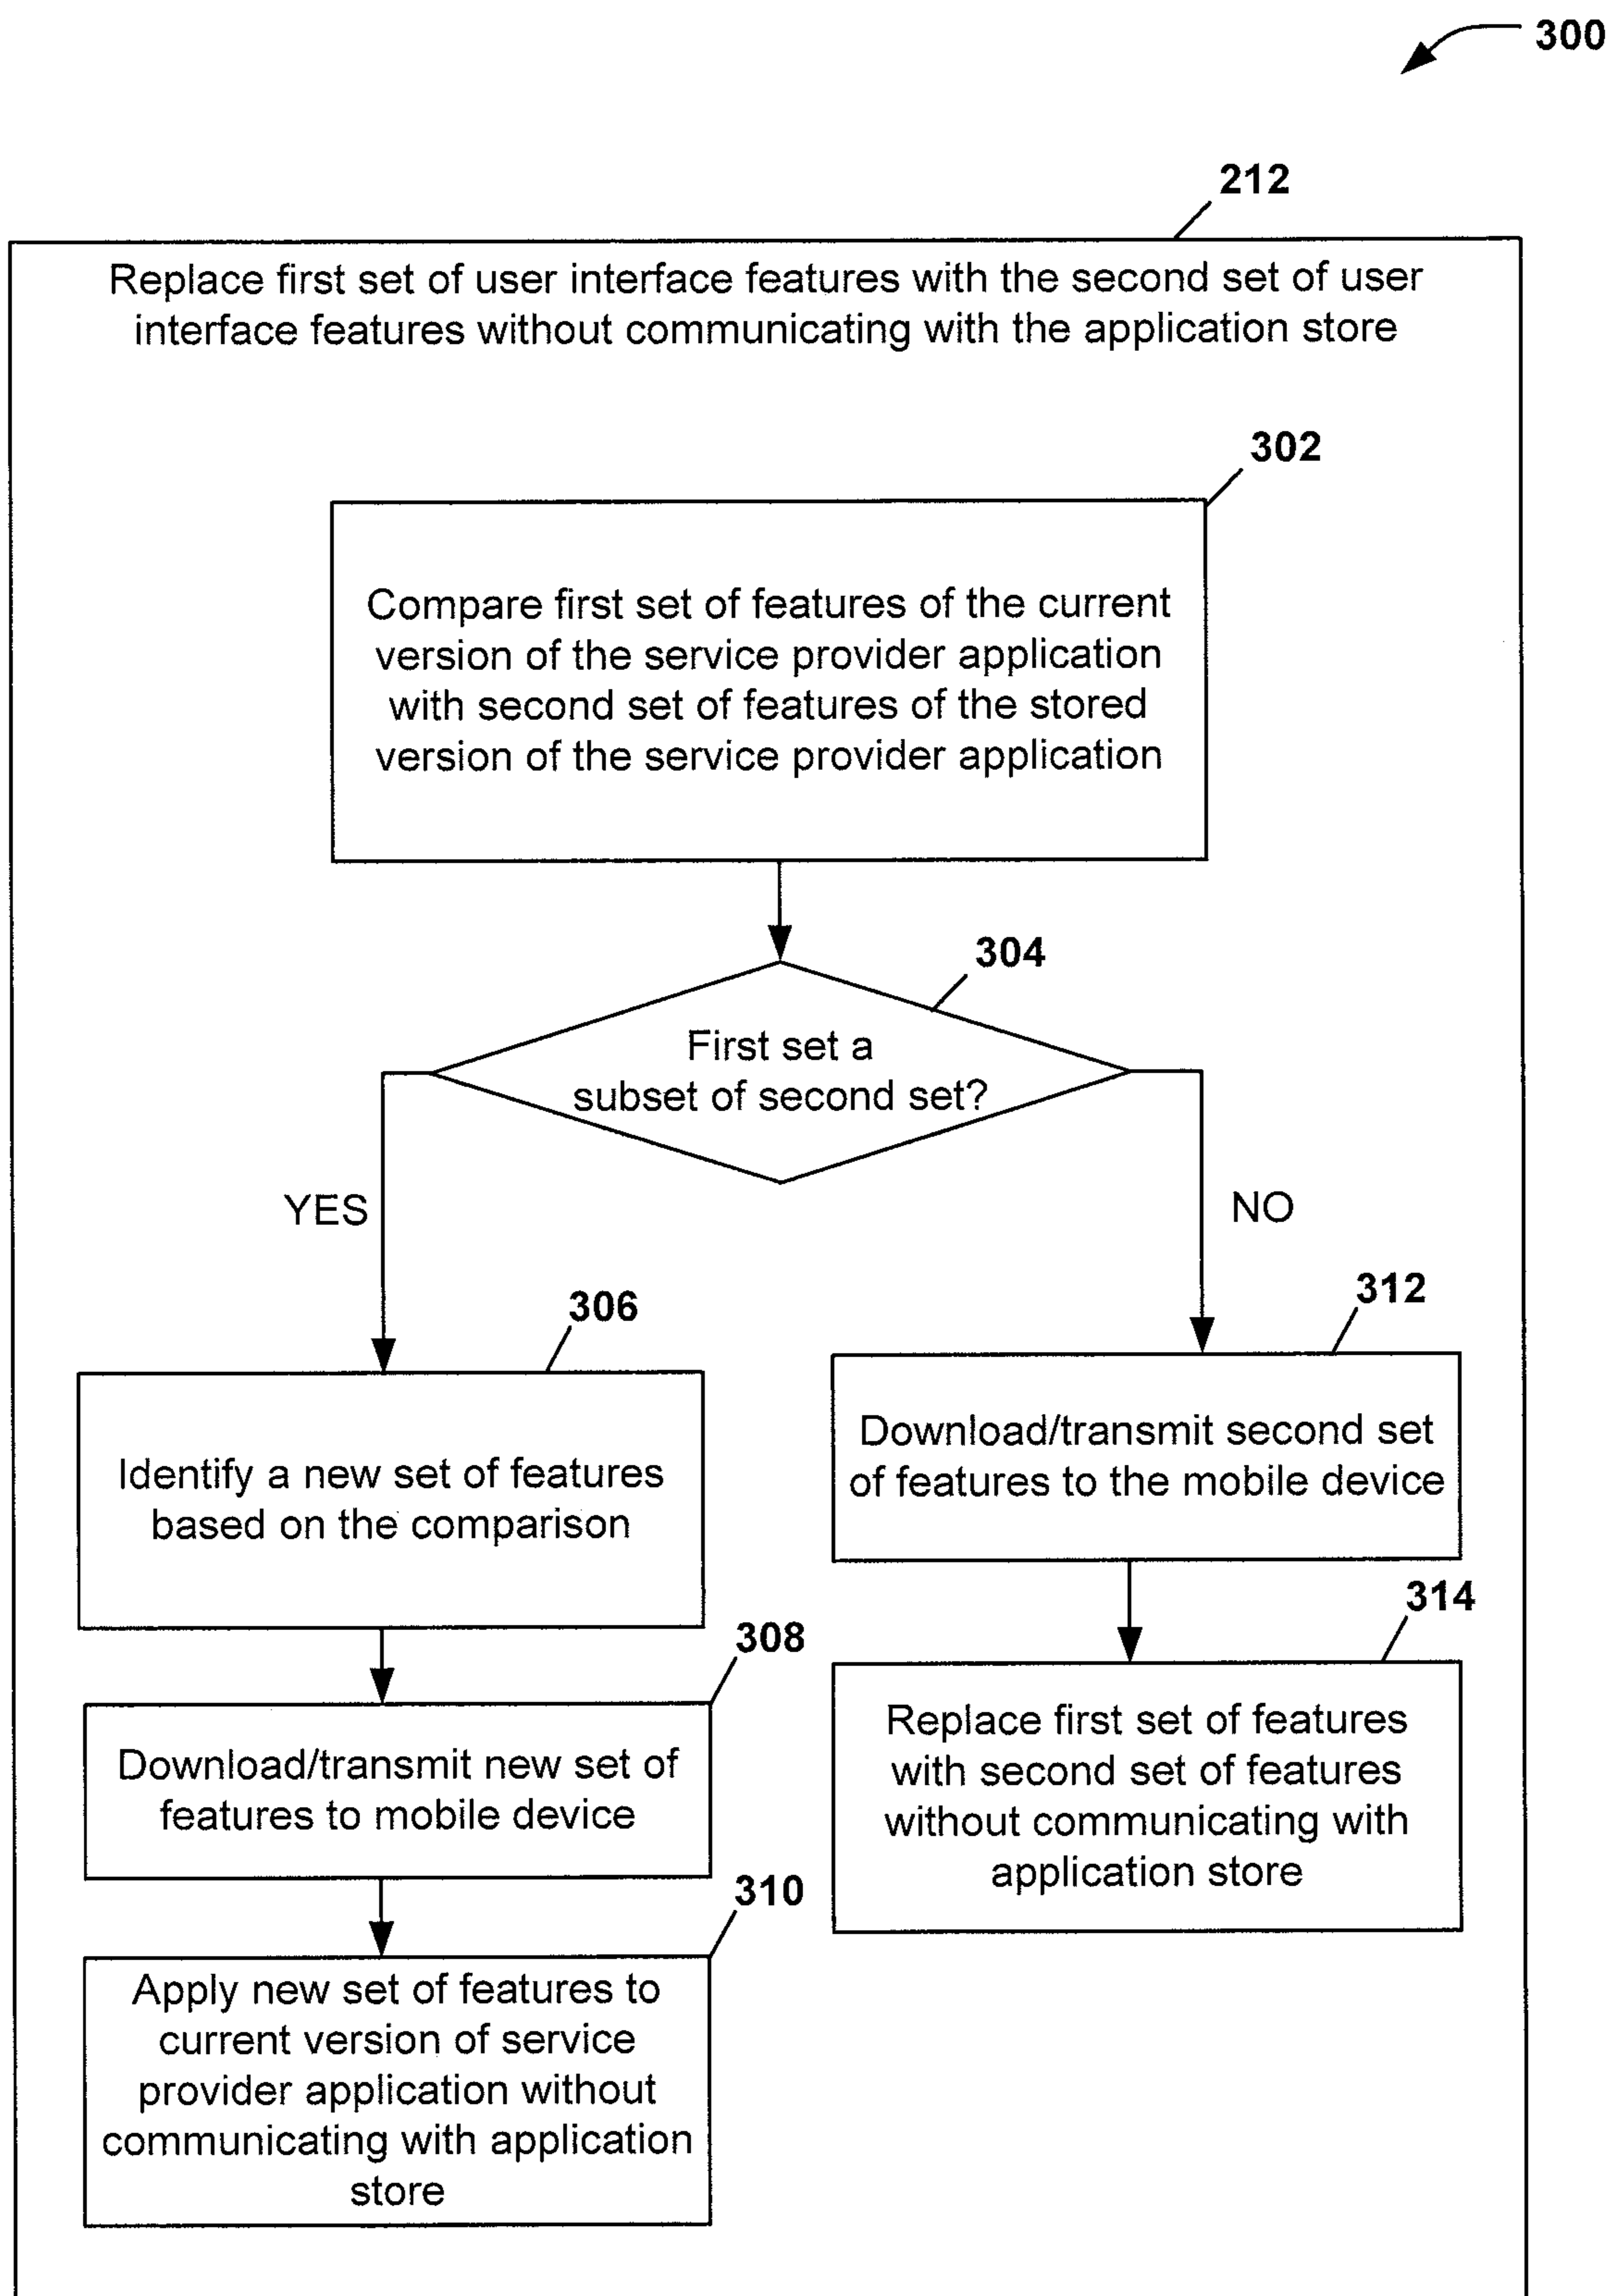 300
212
Replace first set of user interface features with the second set of user
interface features without communicating with the application store
302
Compare first set of features of the current
version of the service provider application
with second set of features of the stored
version of the service provider application
304
First set a
subset of second set?
YES
NO
306
Identify a new set of features
based on the comparison
308
Download/transmit new set of
features to mobile device
310
Apply new set of features to
current version of service
provider application without
communicating with application
store
312
Download/transmit second set
of features to the mobile device
314
Replace first set of features
with second set of features
without communicating with
application store